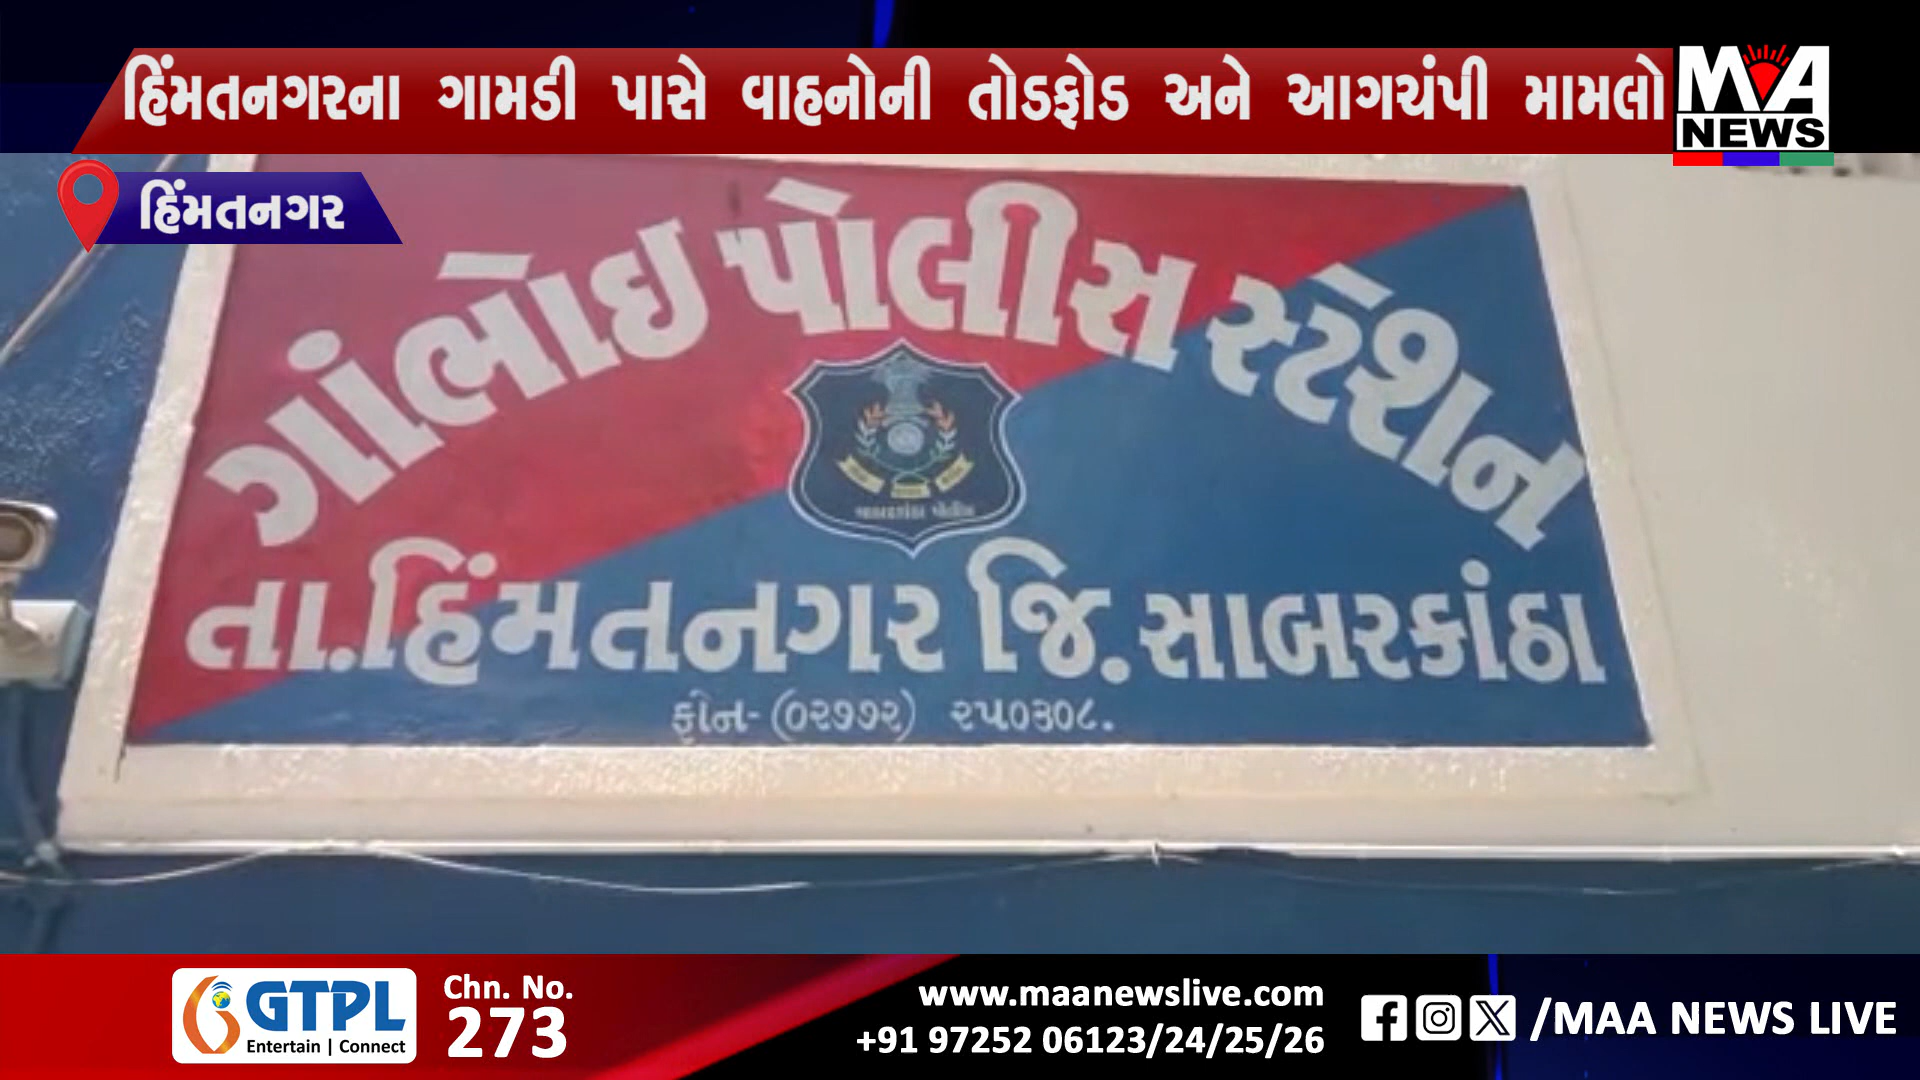 હિંમતનગરના ગામડી પાસે વાહનોની તોડફોડ અને આગચંપી મામલો
MAA
NEWS
હિંમતનગર
ગાંભોઇ પોલીસ સ્ટેશન
તા.હિંમતનગર જિ.સાબરકાંઠા
ફોન-(૦૨૭૭૨) ૨૫૦૩૦૮.
GTPL
Entertain | Connect
Chn. No.
273
www.maanewslive.com
+91 97252 06123/24/25/26
/MAA NEWS LIVE